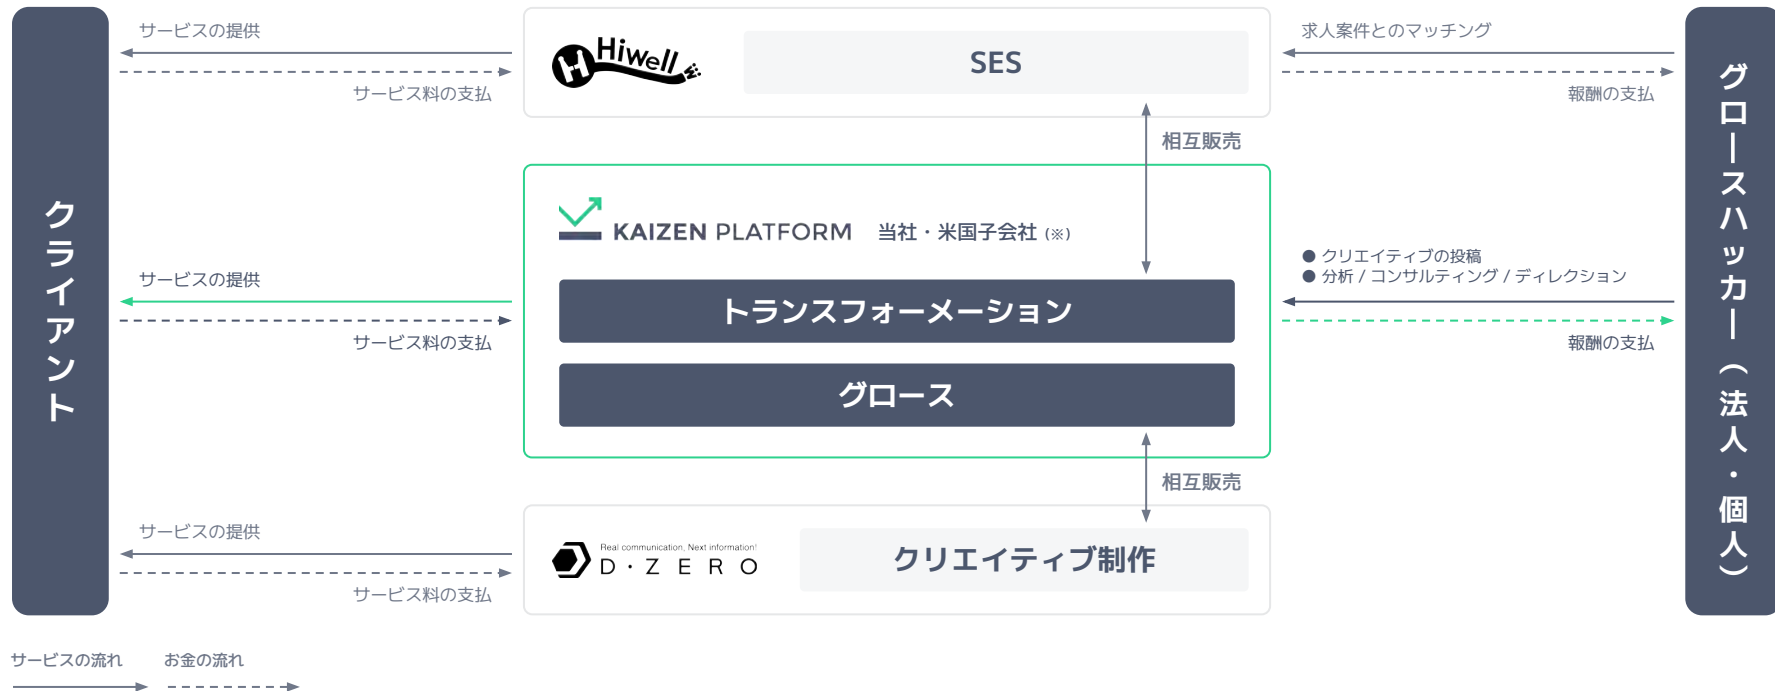 クライアント
サービスの提供
サービス料の支払
Hiwell
SES
求人案件とのマッチング
報酬の支払
相互販売
KAIZEN PLATFORM 当社・米国子会社 (※)
サービスの提供
サービス料の支払
トランスフォーメーション
グロース
● クリエイティブの投稿
● 分析 / コンサルティング / ディレクション
報酬の支払
相互販売
サービスの提供
サービス料の支払
Real communication, Next information!
D・ZERO
クリエイティブ制作
グロースハッカー（法人・個人）
サービスの流れ
お金の流れ